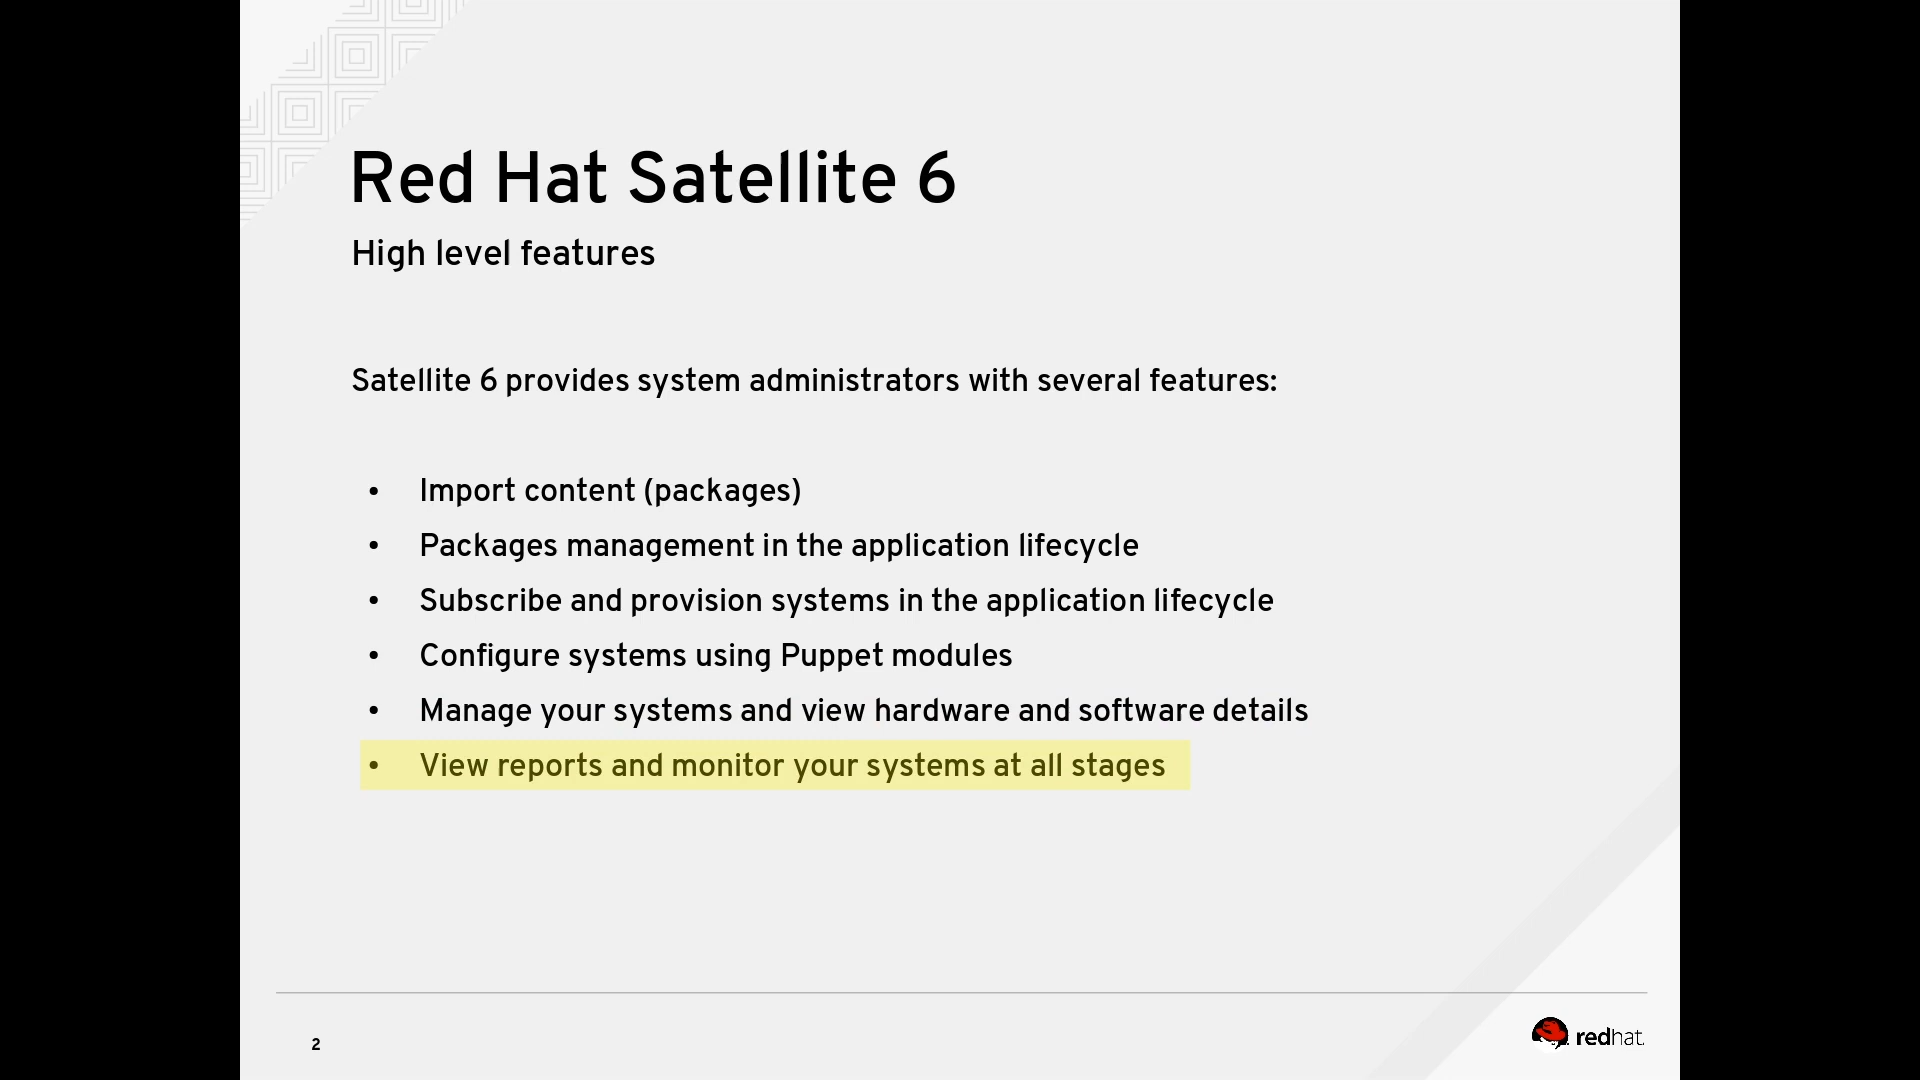 Red Hat Satellite 6
High level features
Satellite 6 provides system administrators with several features:
• Import content (packages)
• Packages management in the application lifecycle
• Subscribe and provision systems in the application lifecycle
• Configure systems using Puppet modules
• Manage your systems and view hardware and software details
• View reports and monitor your systems at all stages
2
redhat.